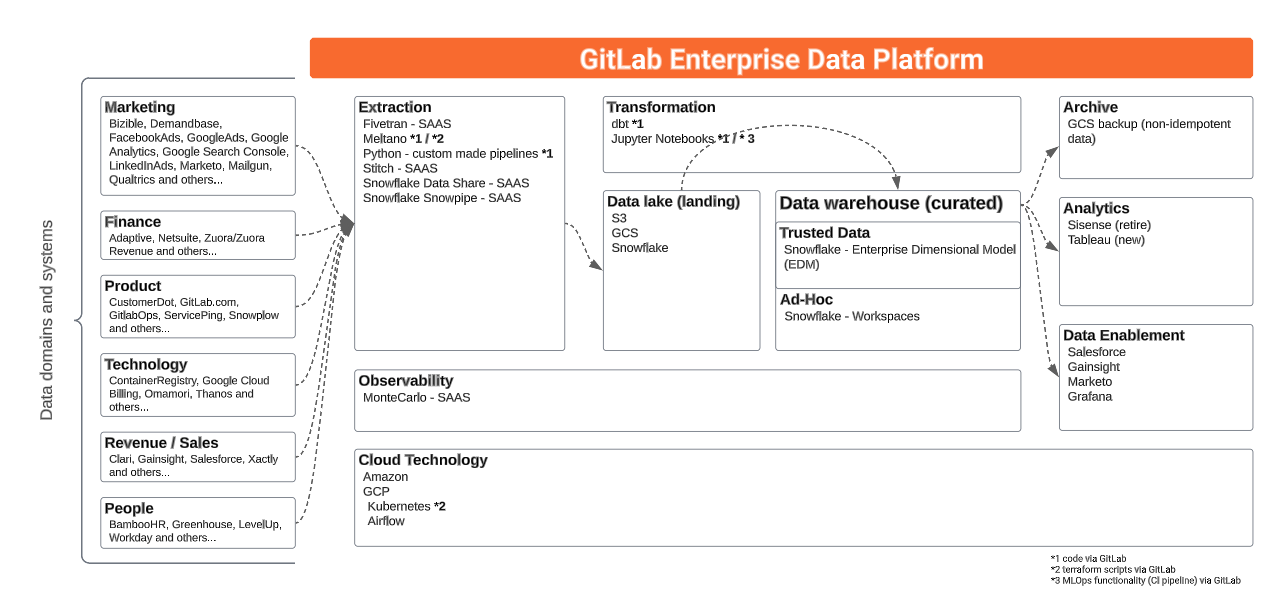 GitLab Enterprise Data Platform
Data domains and systems
Marketing
Bizible, Demandbase,
FacebookAds, GoogleAds, Google
Analytics, Google Search Console,
LinkedInAds, Marketo, Mailgun,
Qualtrics and others...
Finance
Adaptive, Netsuite, Zuora/Zuora
Revenue and others...
Product
CustomerDot, GitLab.com,
GitlabOps, ServicePing, Snowplow
and others...
Technology
ContainerRegistry, Google Cloud
Billing, Omamori, Thanos and
others...
Revenue / Sales
Clari, Gainsight, Salesforce, Xactly
and others...
People
BambooHR, Greenhouse, LevelUp,
Workday and others...
Extraction
Fivetran - SAAS
Meltano *1 / *2
Python - custom made pipelines *1
Stitch - SAAS
Snowflake Data Share - SAAS
Snowflake Snowpipe - SAAS
Transformation
dbt *1
Jupyter Notebooks *1 / * 3
Data lake (landing)
S3
GCS
Snowflake
Data warehouse (curated)
Trusted Data
Snowflake - Enterprise Dimensional Model
(EDM)
Ad-Hoc
Snowflake - Workspaces
Archive
GCS backup (non-idempotent
data)
Analytics
Sisense (retire)
Tableau (new)
Data Enablement
Salesforce
Gainsight
Marketo
Grafana
Observability
MonteCarlo - SAAS
Cloud Technology
Amazon
GCP
Kubernetes *2
Airflow
*1 code via GitLab
*2 terraform scripts via GitLab
*3 MLOps functionality (CI pipeline) via GitLab